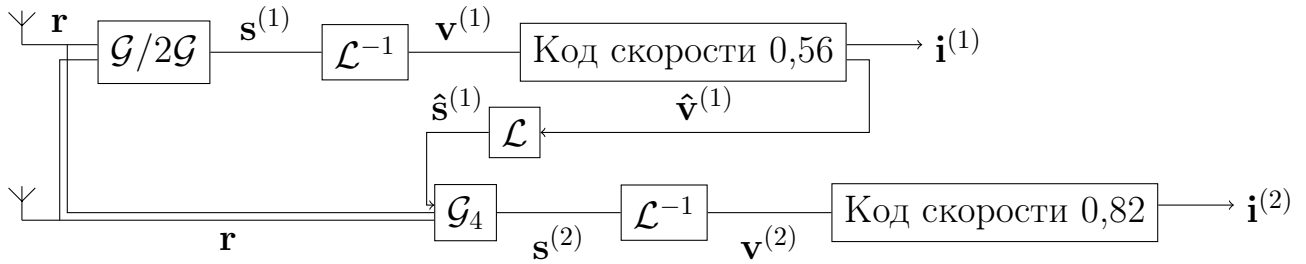 r 𝒢/2𝒢 s⁽¹⁾ ℒ⁻¹ v⁽¹⁾ Код скорости 0,56 i⁽¹⁾
ŝ⁽¹⁾ ℒ v̂⁽¹⁾
r 𝒢₄ s⁽²⁾ ℒ⁻¹ v⁽²⁾ Код скорости 0,82 i⁽²⁾